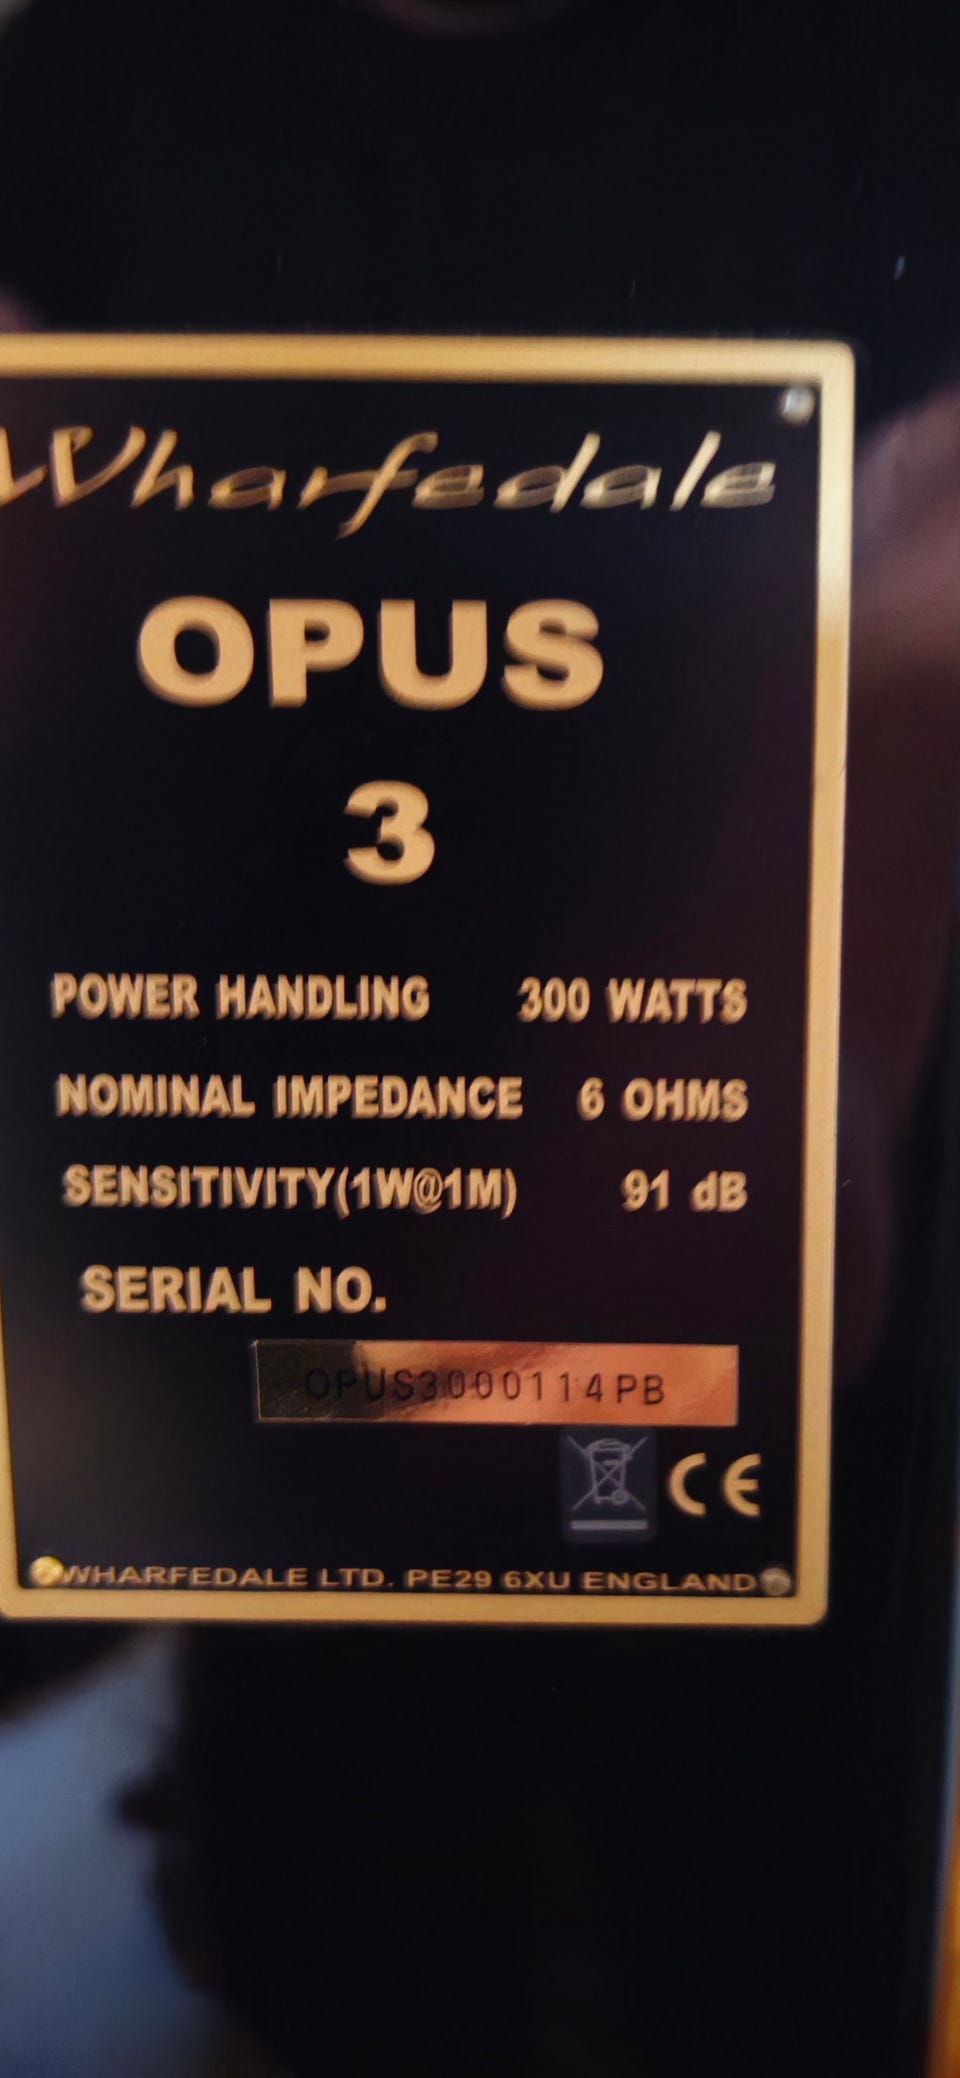 Wharfedale
OPUS
3
POWER HANDLING 300 WATTS
NOMINAL IMPEDANCE 6 OHMS
SENSITIVITY(1W@1M) 91 dB
SERIAL NO.
OPUS3000114PB
CE
WHARFEDALE LTD. PE29 6XU ENGLAND